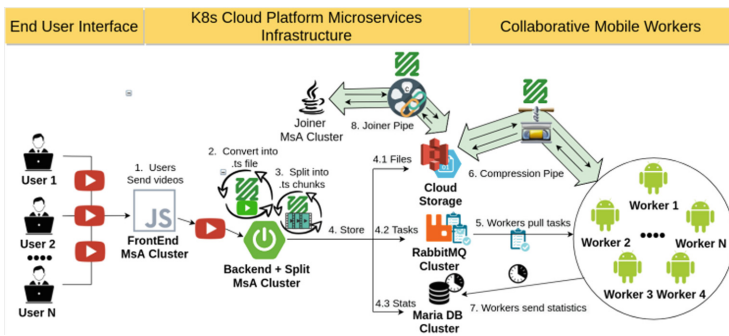 End User Interface
K8s Cloud Platform Microservices
Infrastructure
Collaborative Mobile Workers
User 1
User 2
User N
1. Users
Send videos
JS
FrontEnd
MsA Cluster
2. Convert into
.ts file
3. Split into
.ts chunks
Backend + Split
MsA Cluster
Joiner
MsA Cluster
8. Joiner Pipe
4. Store
4.1 Files
4.2 Tasks
4.3 Stats
Cloud
Storage
RabbitMQ
Cluster
Maria DB
Cluster
6. Compression Pipe
5. Workers pull tasks
7. Workers send statistics
Worker 1
Worker 2
Worker N
Worker 3
Worker 4